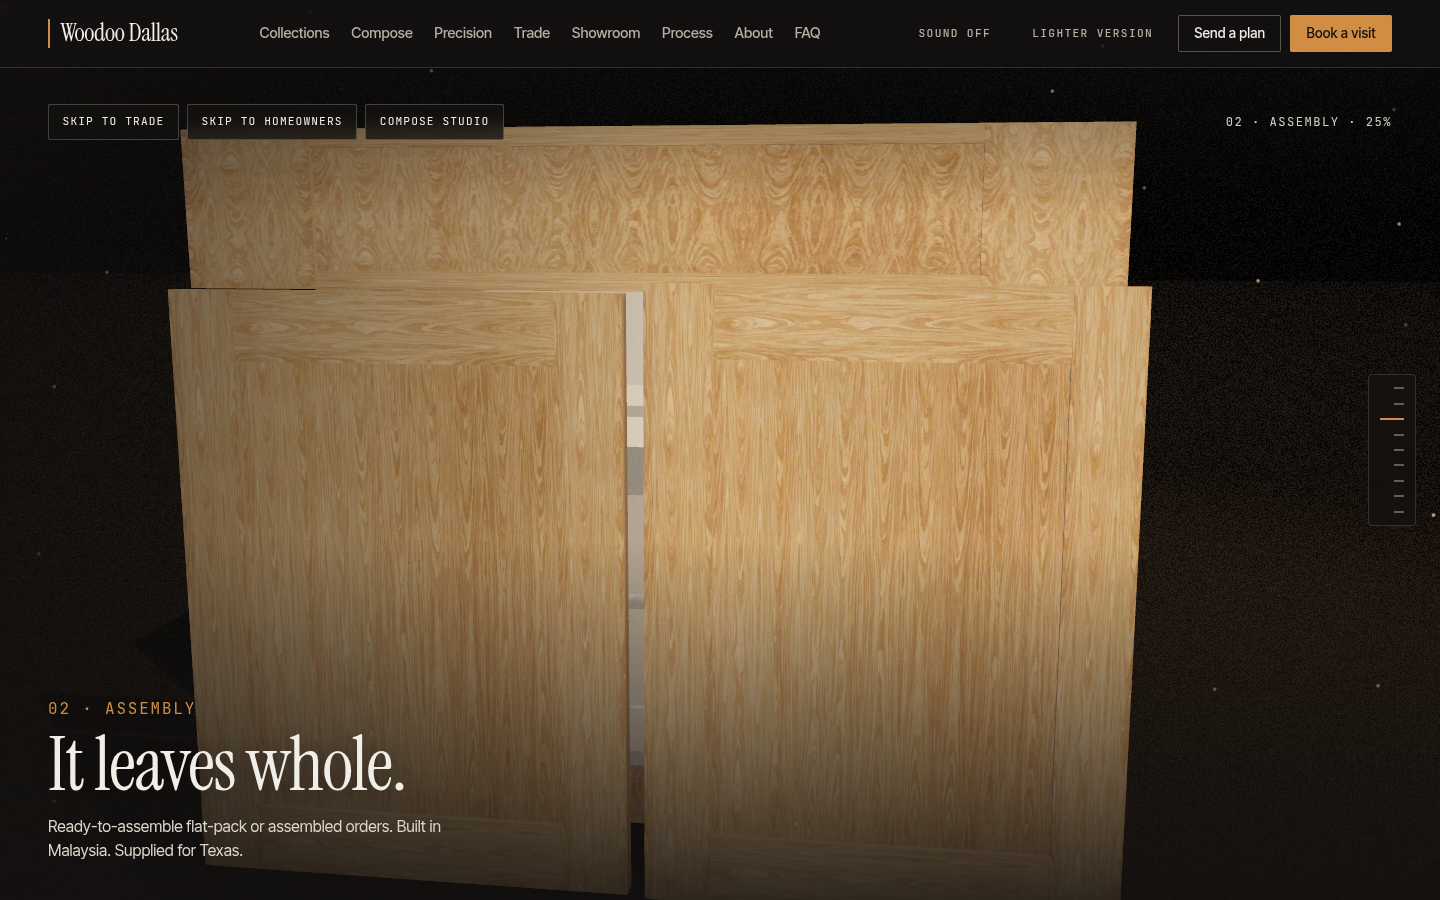 Woodoo Dallas
Collections Compose Precision Trade Showroom Process About FAQ
SOUND OFF LIGHTER VERSION Send a plan Book a visit
SKIP TO TRADE SKIP TO HOMEOWNERS COMPOSE STUDIO
02 · ASSEMBLY · 25%
02 · ASSEMBLY
It leaves whole.
Ready-to-assemble flat-pack or assembled orders. Built in
Malaysia. Supplied for Texas.